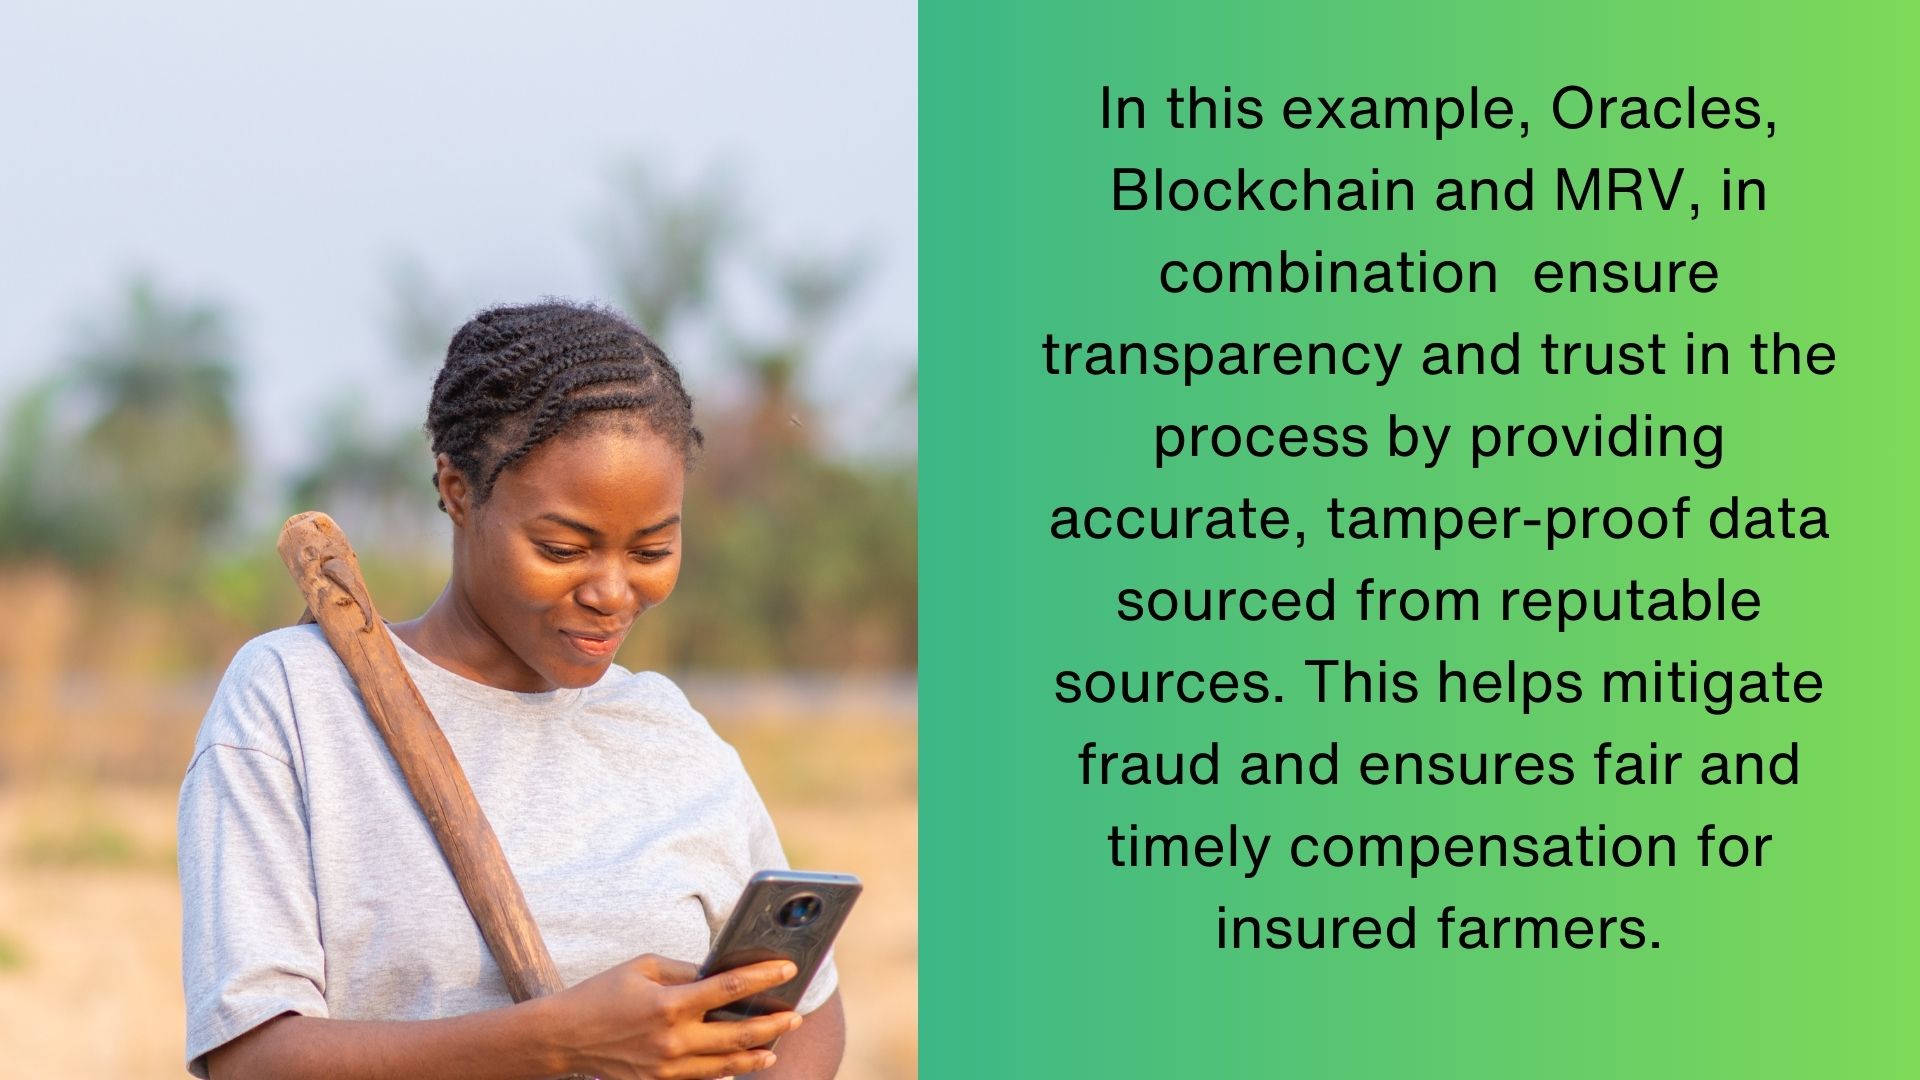 In this example, Oracles,
Blockchain and MRV, in
combination  ensure
transparency and trust in the
process by providing
accurate, tamper-proof data
sourced from reputable
sources. This helps mitigate
fraud and ensures fair and
timely compensation for
insured farmers.